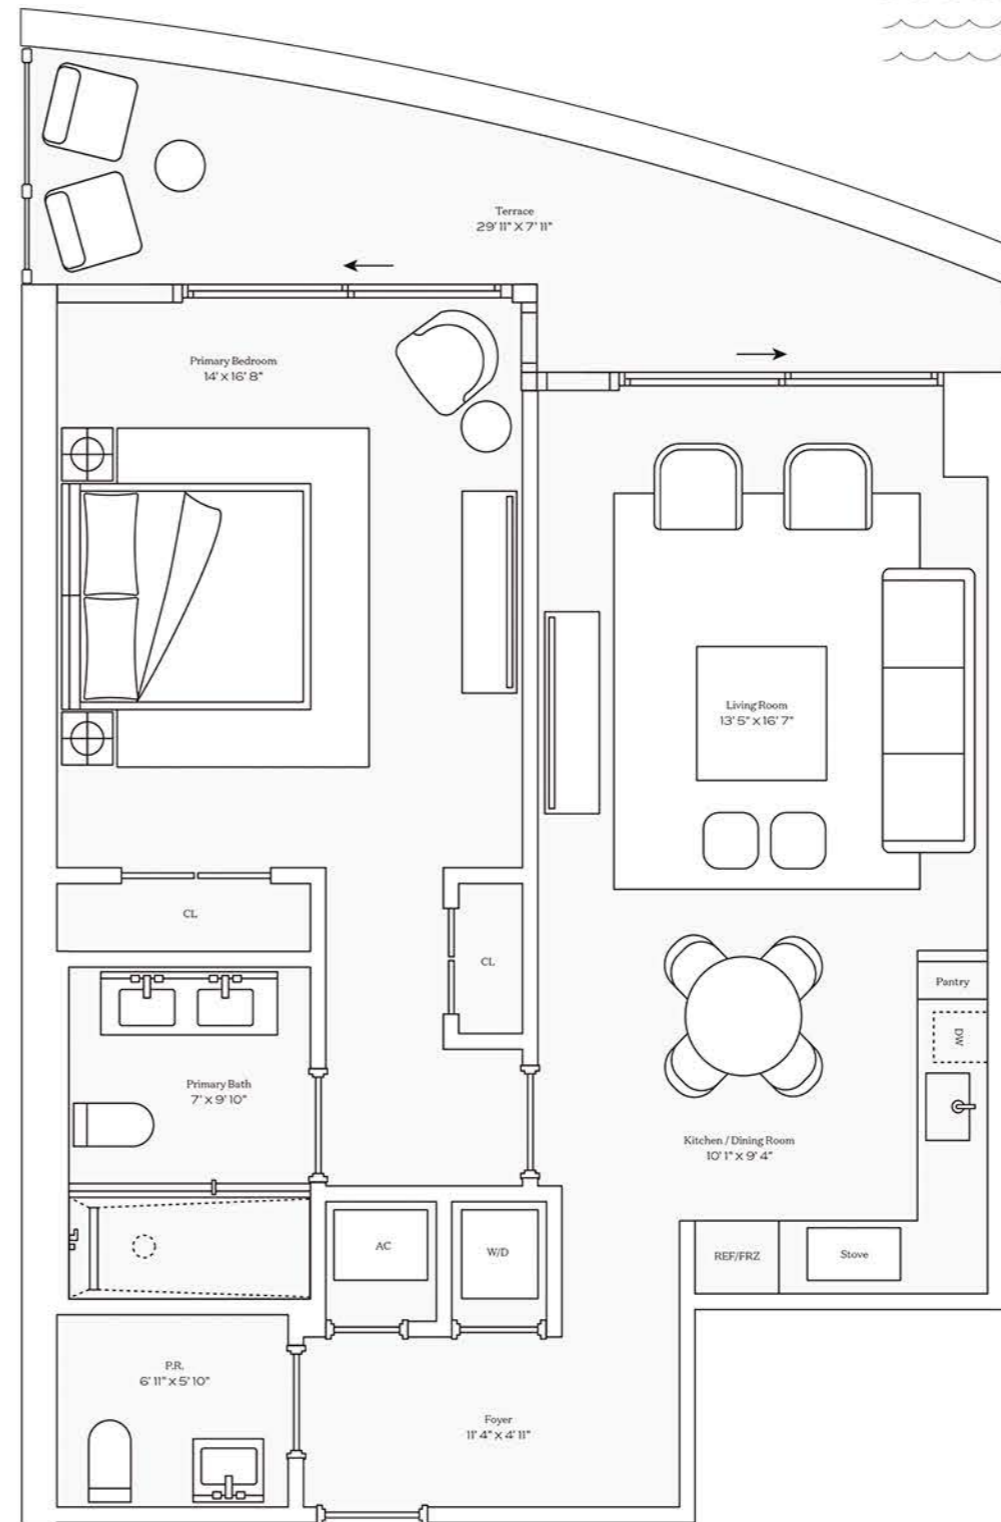 Terrace
29' 11" X 7' 11"
Primary Bedroom
14' X 16' 8"
Living Room
13' 5" X 16' 7"
CL
CL
Pantry
DW
Primary Bath
7' X 9' 10"
Kitchen / Dining Room
10' 1" X 9' 4"
AC
W/D
REF/FRZ
Stove
P.R.
6' 11" X 5' 10"
Foyer
11' 4" X 4' 11"